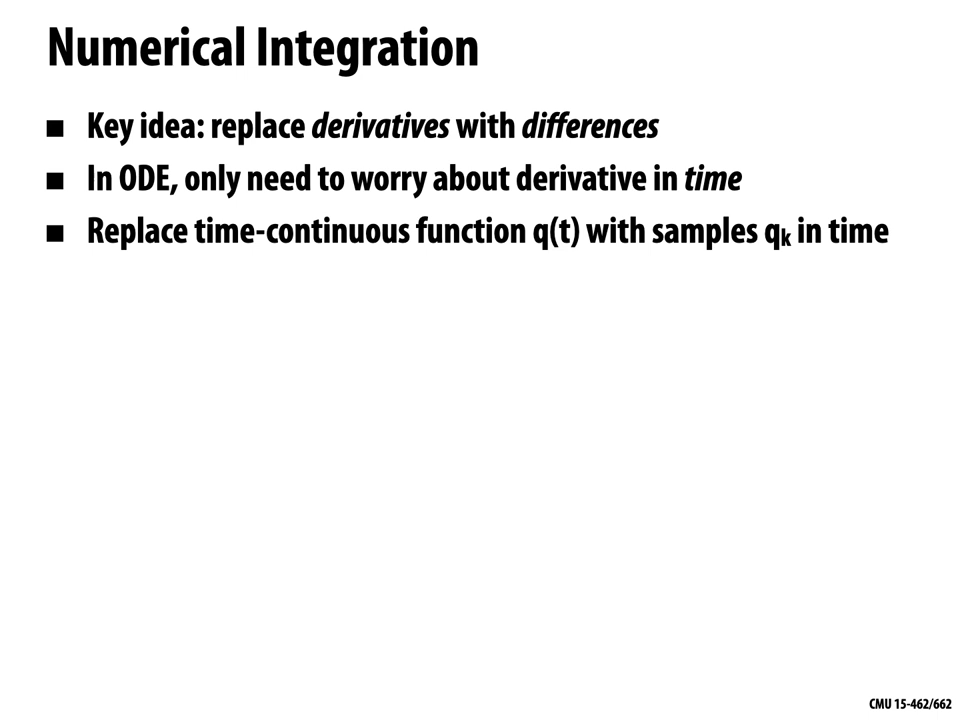 Numerical Integration
■ Key idea: replace derivatives with differences
■ In ODE, only need to worry about derivative in time
■ Replace time-continuous function q(t) with samples qk in time
CMU 15-462/662